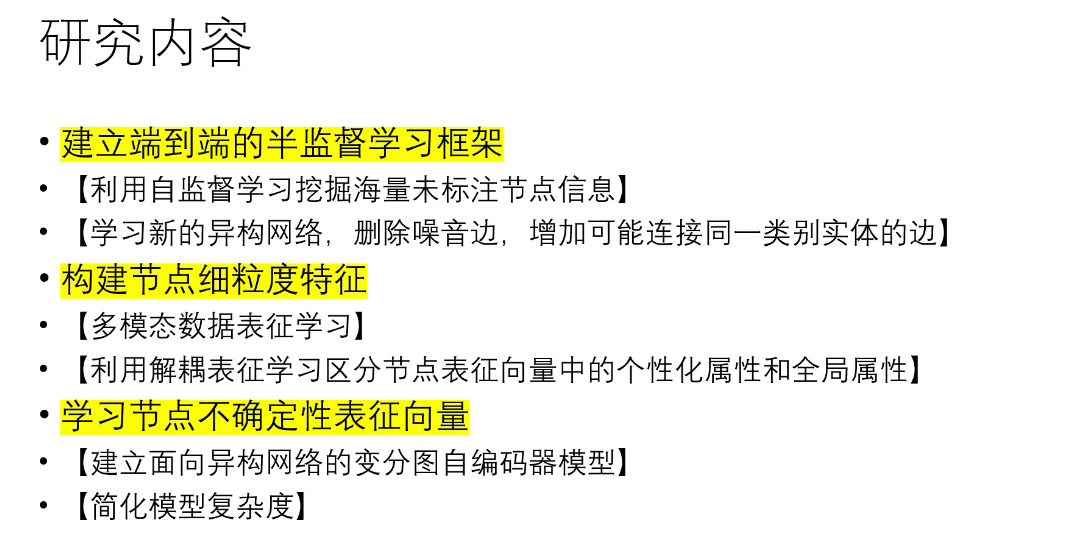 研究内容
• 建立端到端的半监督学习框架
• 【利用自监督学习挖掘海量未标注节点信息】
• 【学习新的异构网络，删除噪音边，增加可能连接同一类别实体的边】
• 构建节点细粒度特征
• 【多模态数据表征学习】
• 【利用解耦表征学习区分节点表征向量中的个性化属性和全局属性】
• 学习节点不确定性表征向量
• 【建立面向异构网络的变分图自编码器模型】
• 【简化模型复杂度】